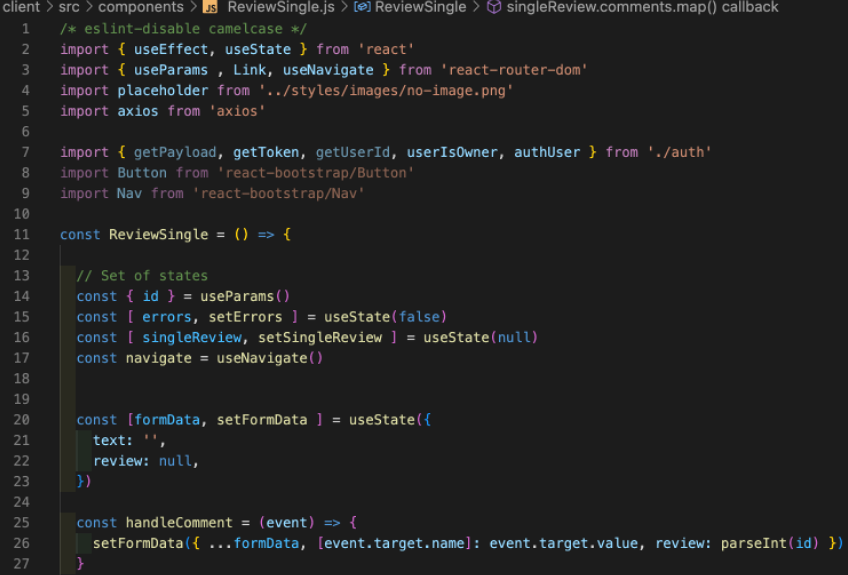 client > src > components > JS ReviewSingle.js > ReviewSingle > singleReview.comments.map() callback
1 /* eslint-disable camelcase */
2 import { useEffect, useState } from 'react'
3 import { useParams , Link, useNavigate } from 'react-router-dom'
4 import placeholder from '../styles/images/no-image.png'
5 import axios from 'axios'
6
7 import { getPayload, getToken, getUserId, userIsOwner, authUser } from './auth'
8 import Button from 'react-bootstrap/Button'
9 import Nav from 'react-bootstrap/Nav'
10
11 const ReviewSingle = () => {
12
13 // Set of states
14 const { id } = useParams()
15 const [ errors, setErrors ] = useState(false)
16 const [ singleReview, setSingleReview ] = useState(null)
17 const navigate = useNavigate()
18
19
20 const [formData, setFormData ] = useState({
21 text: '',
22 review: null,
23 })
24
25 const handleComment = (event) => {
26 setFormData({ ...formData, [event.target.name]: event.target.value, review: parseInt(id) })
27 }